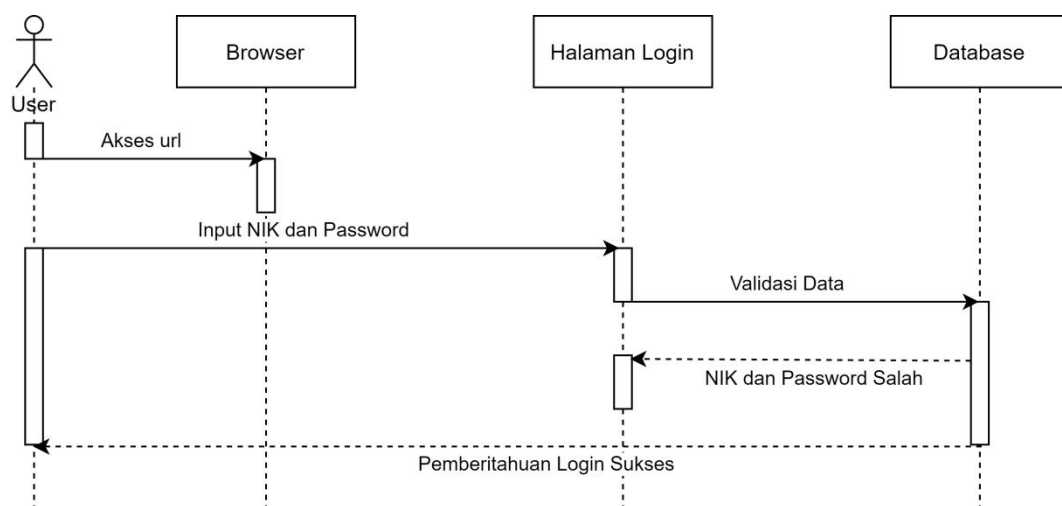 Browser
Halaman Login
Database
User
Akses url
Input NIK dan Password
Validasi Data
NIK dan Password Salah
Pemberitahuan Login Sukses